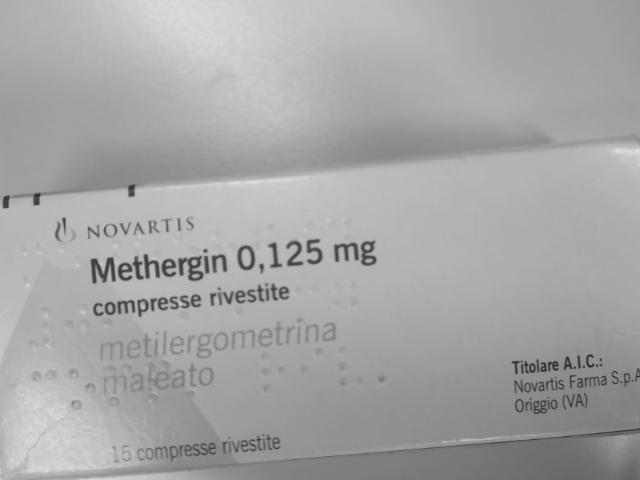 NOVARTIS
Methergin 0,125 mg
compresse rivestite
metilergometrina
maleato
15 compresse rivestite
Titolare A.I.C.:
Novartis Farma S.p.A
Origgio (VA)